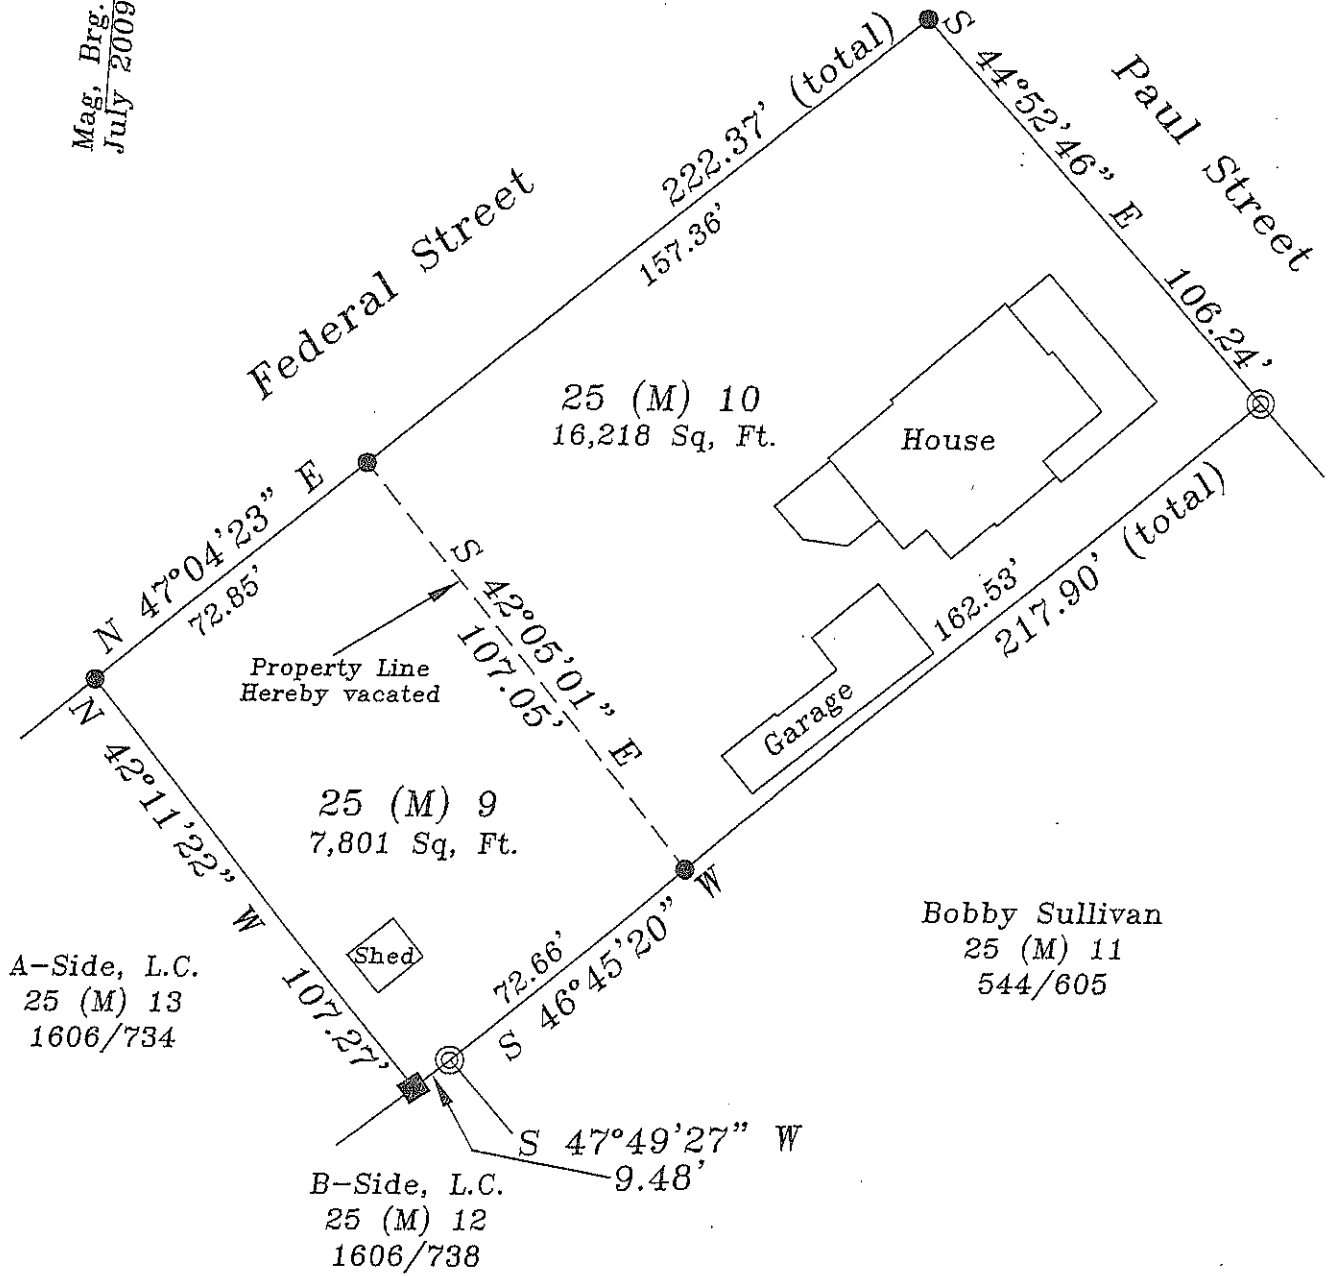 Mag, Brg.
July 2009
Federal Street
222.37' (total)
157.36'
S 44°52'46" E
106.24'
Paul Street
25 (M) 10
16,218 Sq, Ft.
House
N 47°04'23" E
72.85'
Property Line
Hereby vacated
S 42°05'01" E
107.05'
162.53'
217.90' (total)
Garage
N 42°11'22" W
107.27'
25 (M) 9
7,801 Sq, Ft.
Shed
72.66'
S 46°45'20" W
Bobby Sullivan
25 (M) 11
544/605
A-Side, L.C.
25 (M) 13
1606/734
S 47°49'27" W
9.48'
B-Side, L.C.
25 (M) 12
1606/738